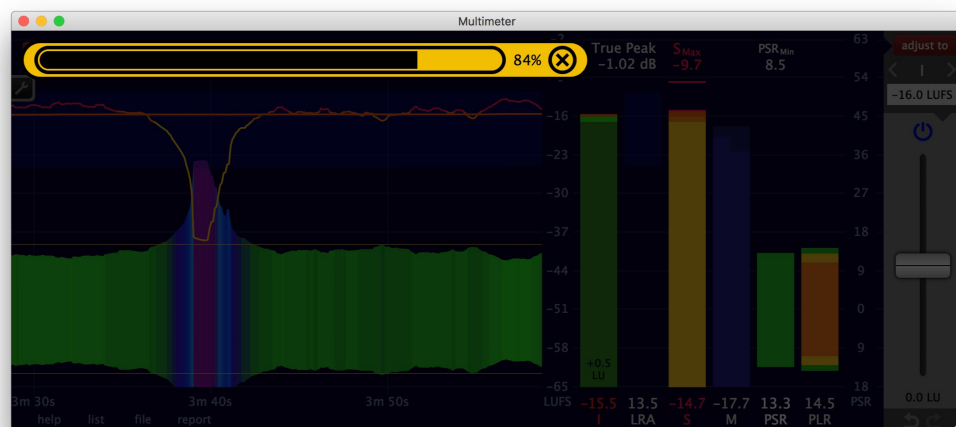 Multimeter
84%
True Peak
−1.02 dB
SMax
−9.7
PSRMin
8.5
63
adjust to
54
I
−16.0 LUFS
−16
45
−23
36
−30
27
−37
18
−44
9
−51
0
−58
9
+0.5
LU
−65
18
0.0 LU
3m 30s
3m 40s
3m 50s
LUFS
−15.5
13.5
−14.7
−17.7
13.3
14.5
PSR
I
LRA
S
M
PSR
PLR
help
list
file
report